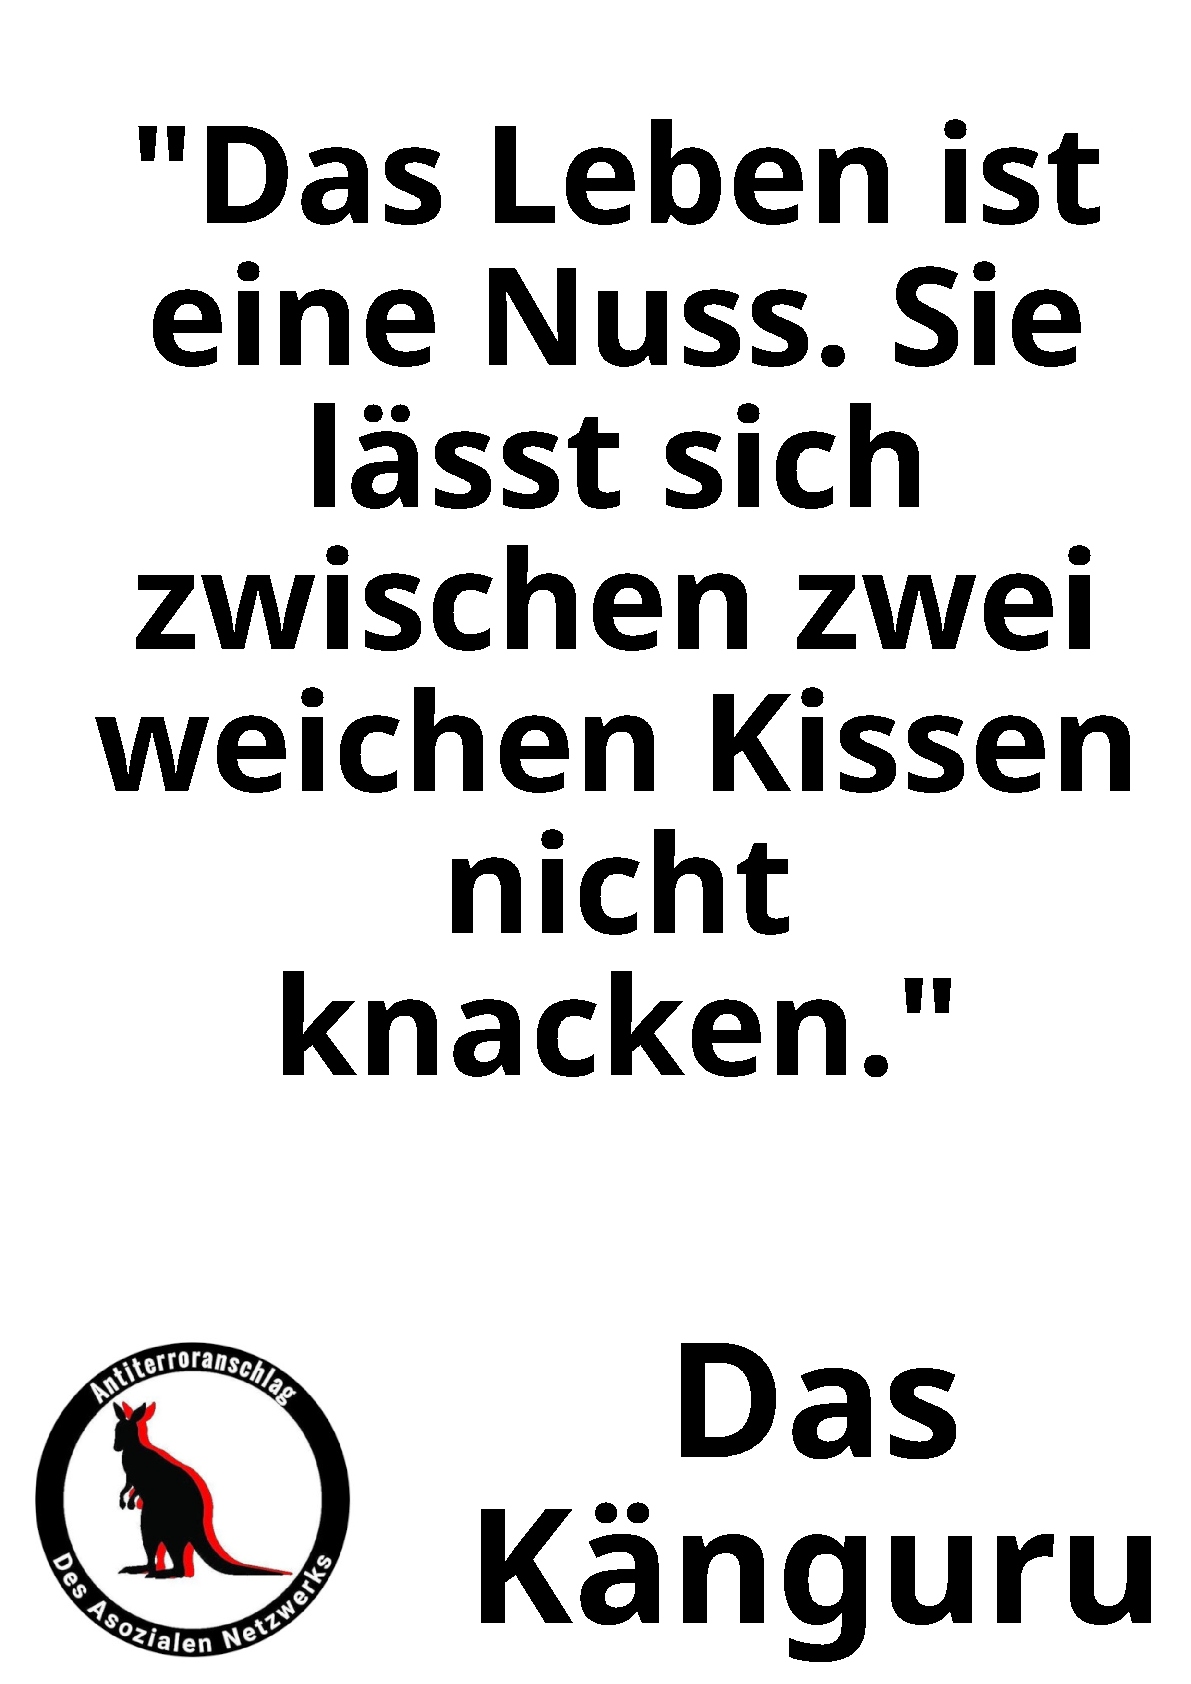 "Das Leben ist
eine Nuss. Sie
lässt sich
zwischen zwei
weichen Kissen
nicht
knacken."
Antiterroranschlag
Des Asozialen Netzwerks
Das
Känguru